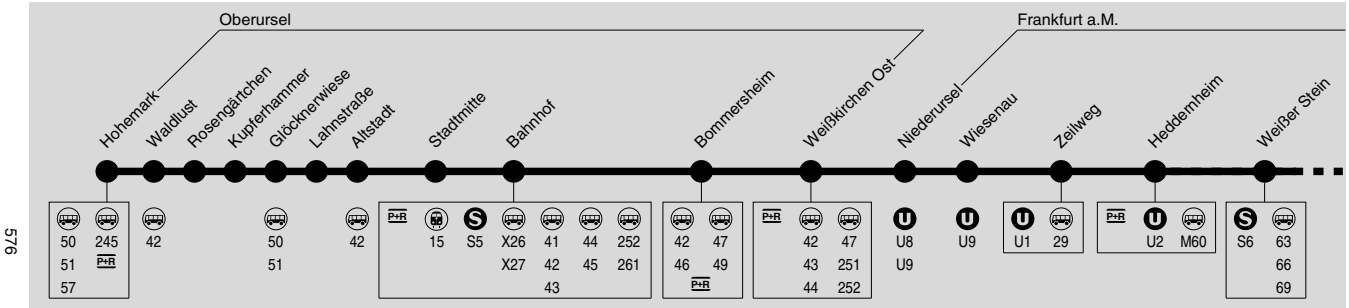 Oberursel
Frankfurt a.M.
Hohemark
Waldlust
Rosengärtchen
Kupferhammer
Glöcknerwiese
Lahnstraße
Altstadt
Stadtmitte
Bahnhof
Bommersheim
Weißkirchen Ost
Niederursel
Wiesenau
Zeilweg
Heddernheim
Weißer Stein
50 245
51 P+R
57
42
50
51
42
P+R S
15 S5 X26 41 44 252
X27 42 45 261
43
42 47
46 49
P+R
P+R
42 47
43 251
44 252
U
U8
U9
U
U9
U
U1 29
P+R U
U2 M60
S
S6 63
66
69
576